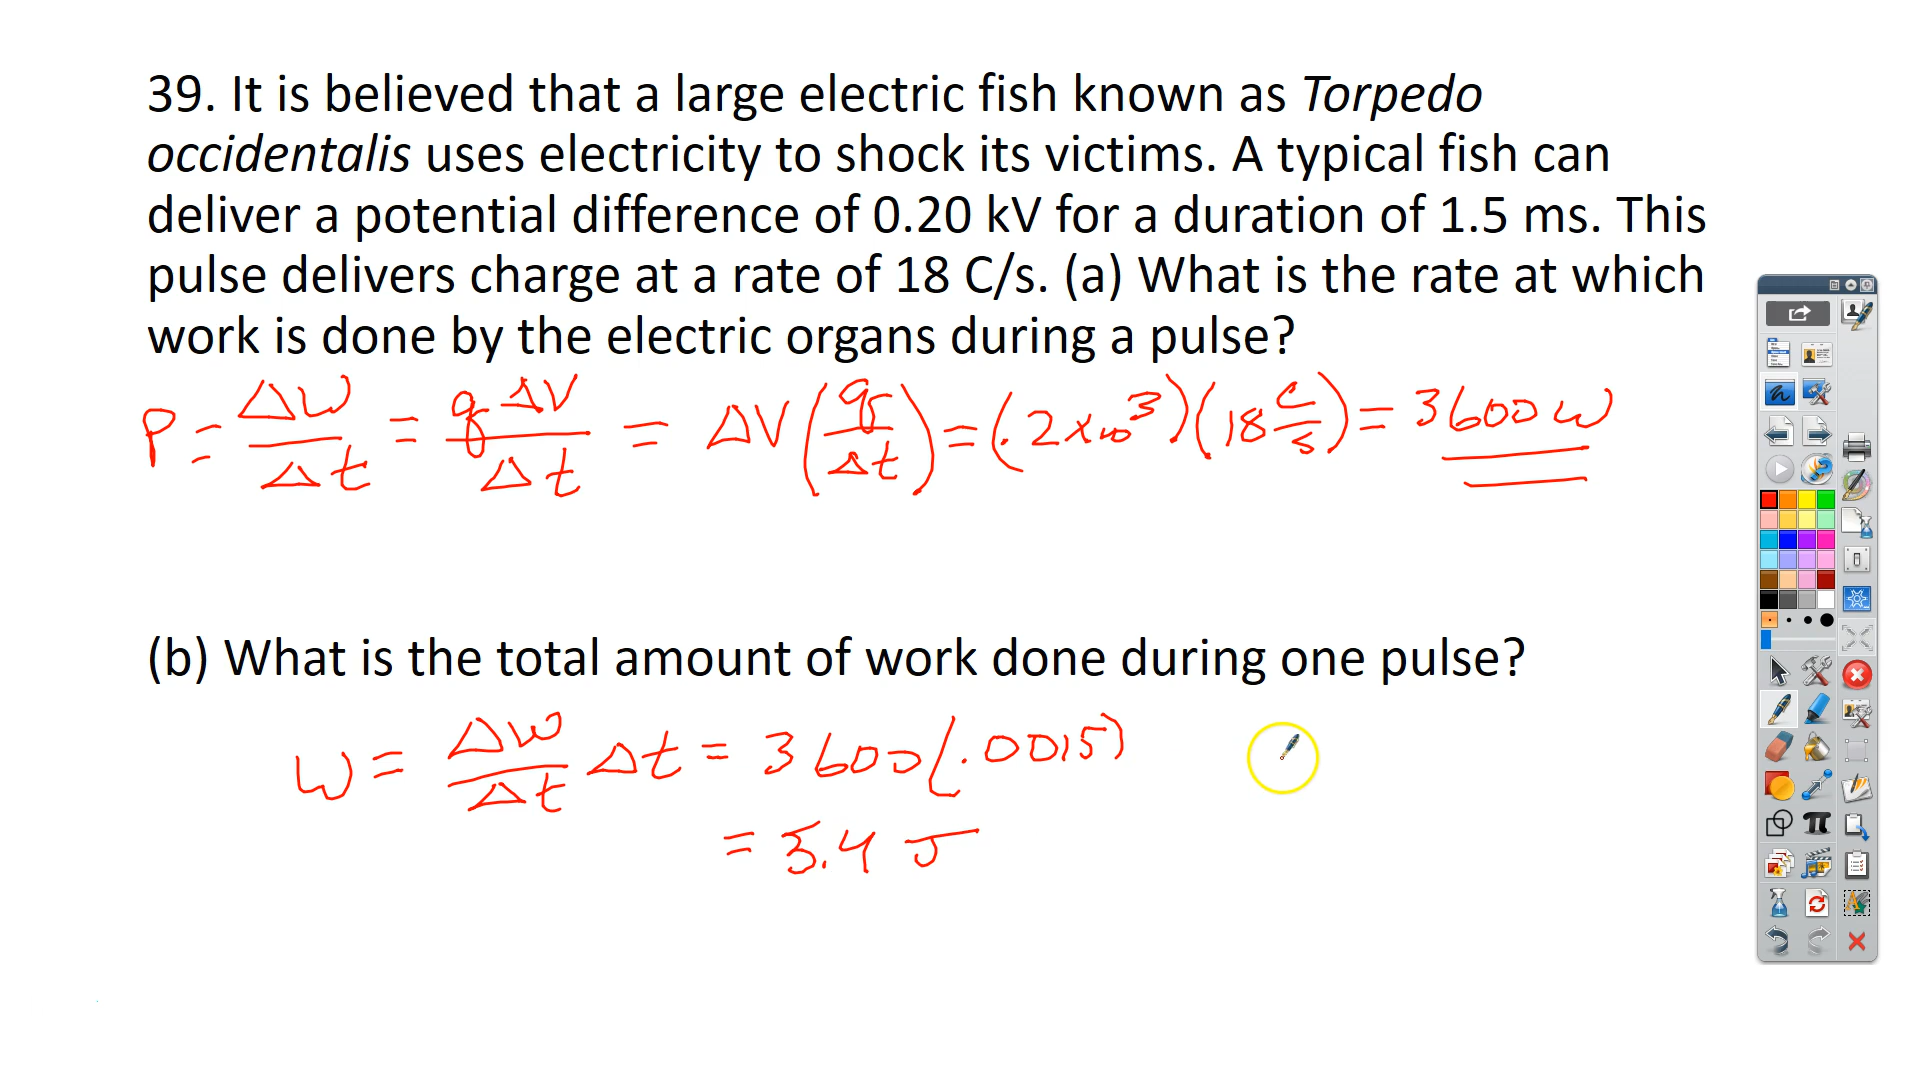 39. It is believed that a large electric fish known as Torpedo
occidentalis uses electricity to shock its victims. A typical fish can
deliver a potential difference of 0.20 kV for a duration of 1.5 ms. This
pulse delivers charge at a rate of 18 C/s. (a) What is the rate at which
work is done by the electric organs during a pulse?
P = ΔW/Δt = qΔV/Δt = ΔV(q/Δt) = (.2x10³)(18 C/s) = 3600 W
(b) What is the total amount of work done during one pulse?
W = ΔW/Δt Δt = 3600(.0015)
= 5.4 J